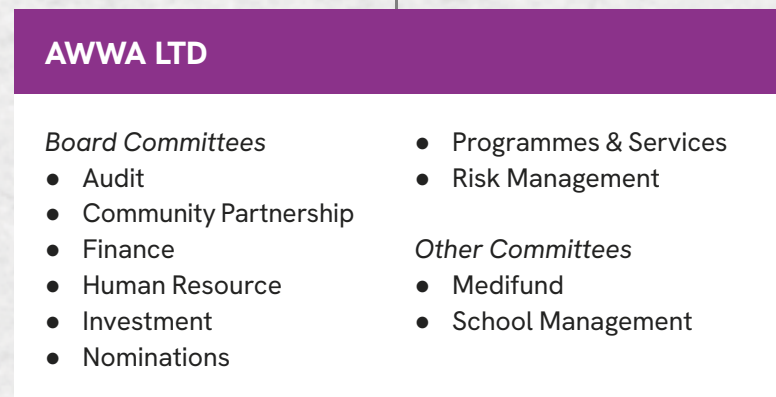 AWWA LTD
Board Committees
● Audit
● Community Partnership
● Finance
● Human Resource
● Investment
● Nominations
● Programmes & Services
● Risk Management
Other Committees
● Medifund
● School Management